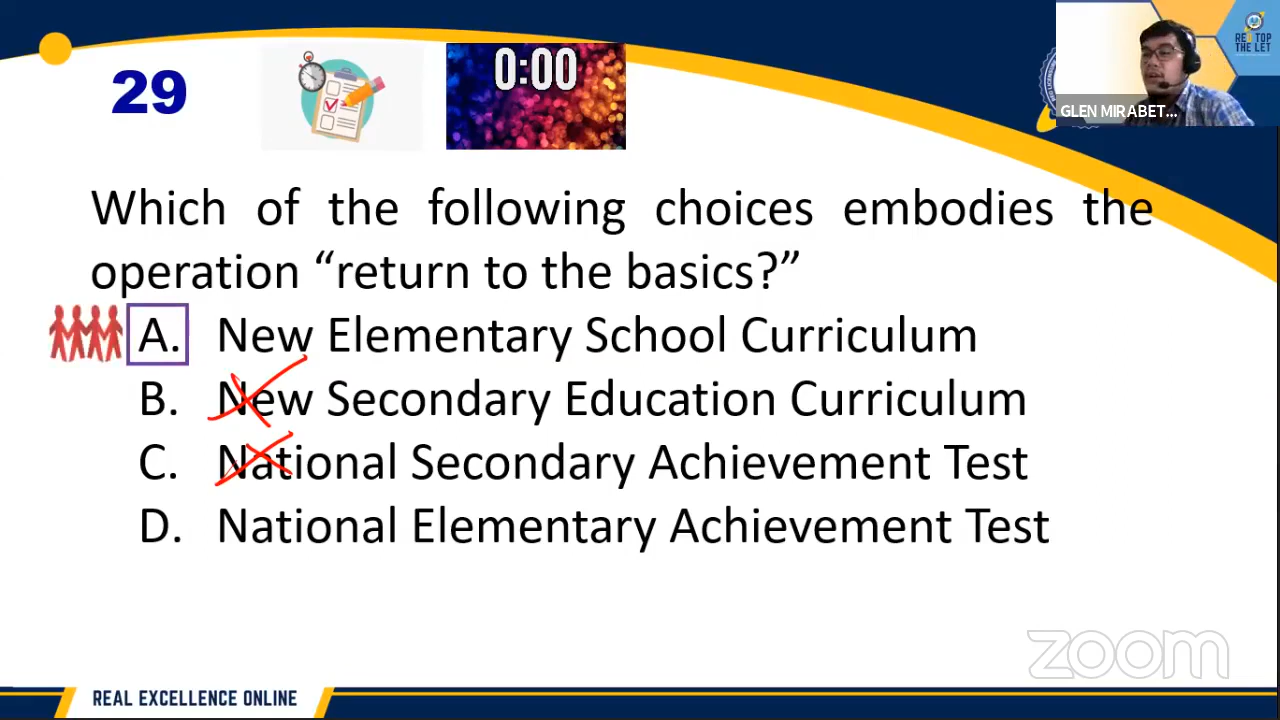 29
0:00
RE TOP
THE LET
GLEN MIRABET...
Which of the following choices embodies the
operation “return to the basics?”
A. New Elementary School Curriculum
B. New Secondary Education Curriculum
C. National Secondary Achievement Test
D. National Elementary Achievement Test
zoom
REAL EXCELLENCE ONLINE